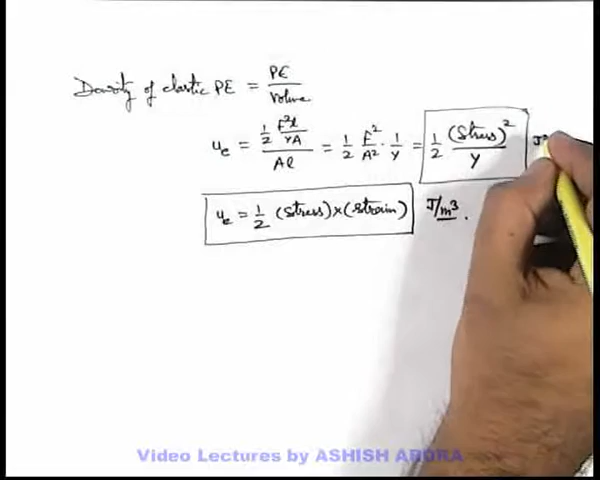 Density of elastic PE = PE / Volume
u_e = (1/2 F²l/YA) / Al = 1/2 F²/A² · 1/Y = 1/2 (Stress)²/Y
u_e = 1/2 (Stress) × (Strain) J/m³.
Video Lectures by ASHISH ARORA